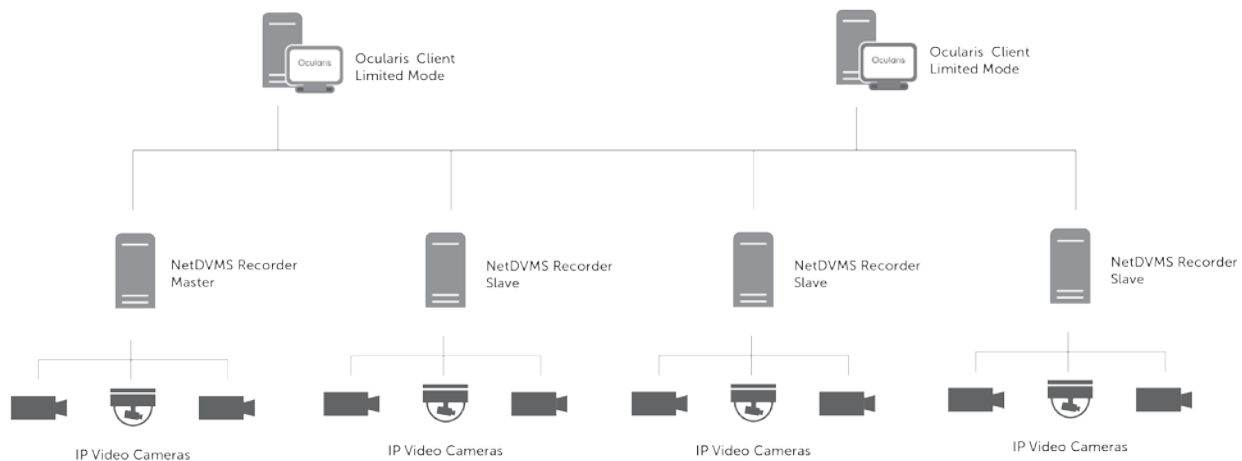 Ocularis
Ocularis Client
Limited Mode
Ocularis
Ocularis Client
Limited Mode
NetDVMS Recorder
Master
NetDVMS Recorder
Slave
NetDVMS Recorder
Slave
NetDVMS Recorder
Slave
IP Video Cameras
IP Video Cameras
IP Video Cameras
IP Video Cameras